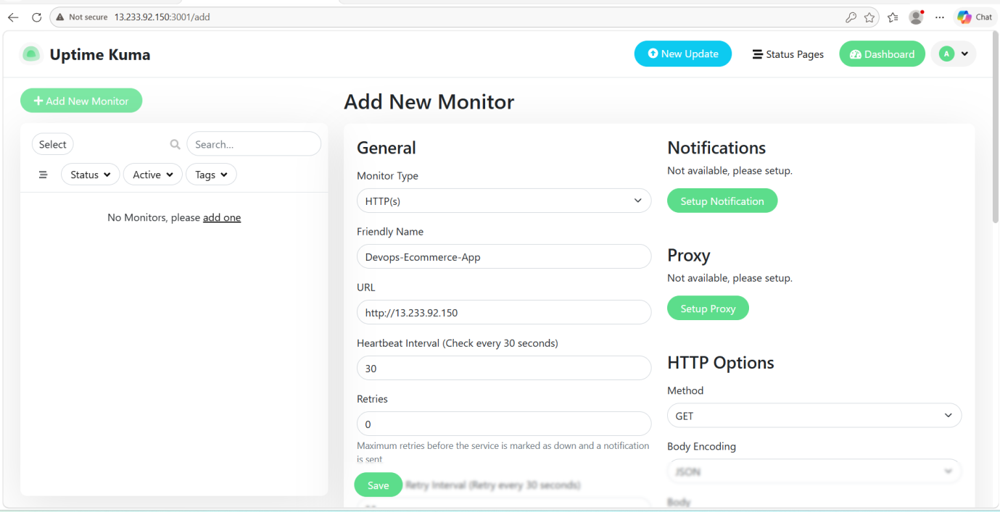 Not secure 13.233.92.150:3001/add
Chat
Uptime Kuma
New Update
Status Pages
Dashboard
A
Add New Monitor
Select
Search...
Status
Active
Tags
No Monitors, please add one
Add New Monitor
General
Monitor Type
HTTP(s)
Friendly Name
Devops-Ecommerce-App
URL
http://13.233.92.150
Heartbeat Interval (Check every 30 seconds)
30
Retries
0
Maximum retries before the service is marked as down and a notification
is sent
Save
Retry Interval (Retry every 30 seconds)
Notifications
Not available, please setup.
Setup Notification
Proxy
Not available, please setup.
Setup Proxy
HTTP Options
Method
GET
Body Encoding
JSON
Body